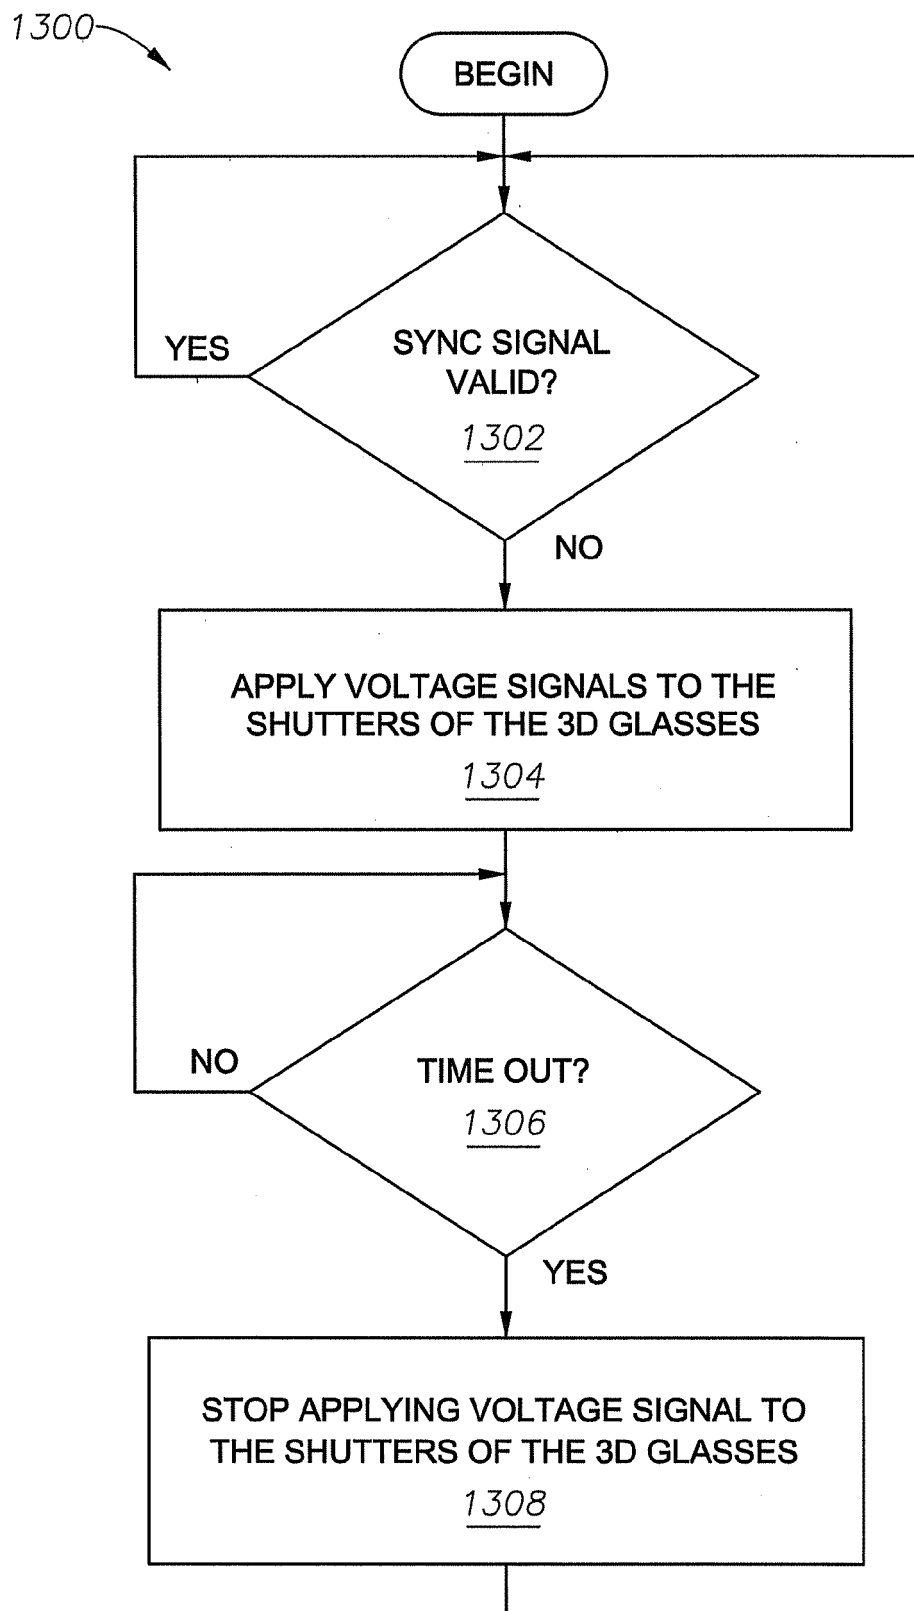 1300
BEGIN
YES
SYNC SIGNAL
VALID?
1302
NO
APPLY VOLTAGE SIGNALS TO THE
SHUTTERS OF THE 3D GLASSES
1304
NO
TIME OUT?
1306
YES
STOP APPLYING VOLTAGE SIGNAL TO
THE SHUTTERS OF THE 3D GLASSES
1308